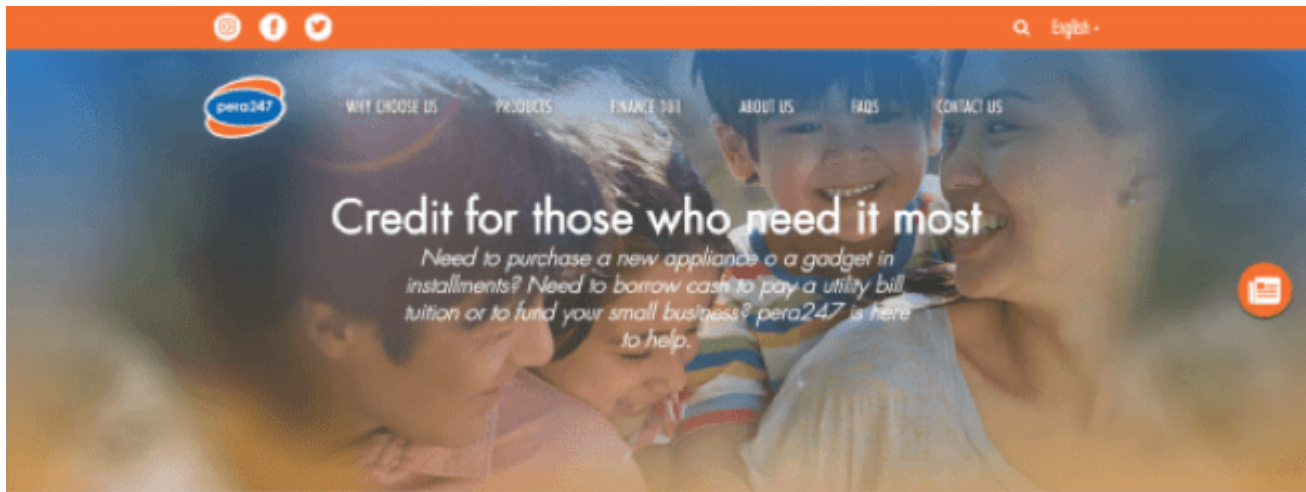 English
pera247
WHY CHOOSE US
PRODUCTS
FINANCE 101
ABOUT US
FAQS
CONTACT US
Credit for those who need it most
Need to purchase a new appliance o a gadget in
installments? Need to borrow cash to pay a utility bill,
tuition or to fund your small business? pera247 is here
to help.